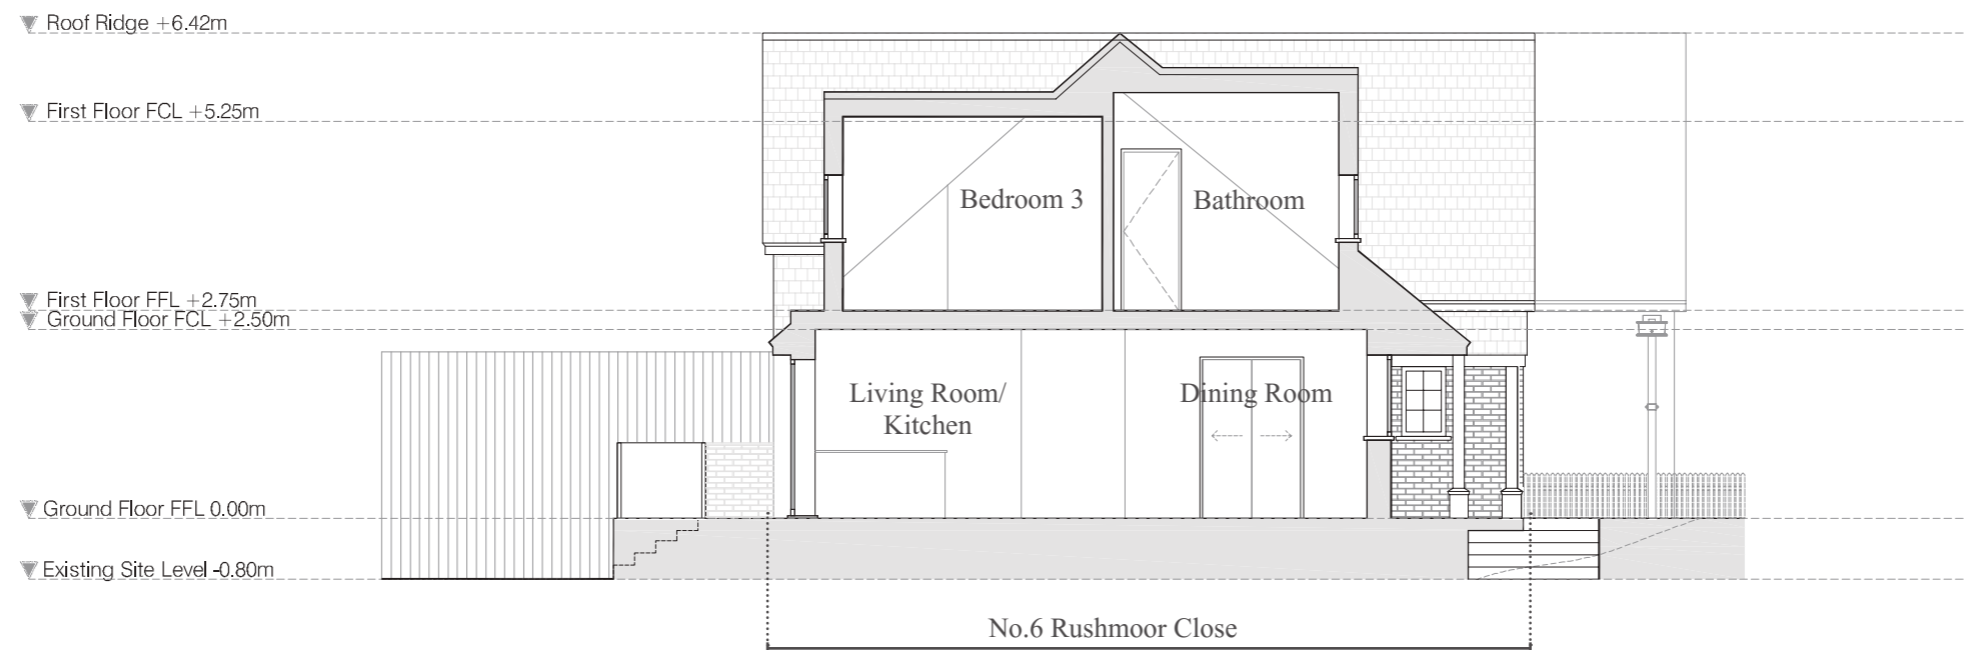 Roof Ridge +6.42m
First Floor FCL +5.25m
Bedroom 3
Bathroom
First Floor FFL +2.75m
Ground Floor FCL +2.50m
Living Room/
Kitchen
Dining Room
Ground Floor FFL 0.00m
Existing Site Level -0.80m
No.6 Rushmoor Close